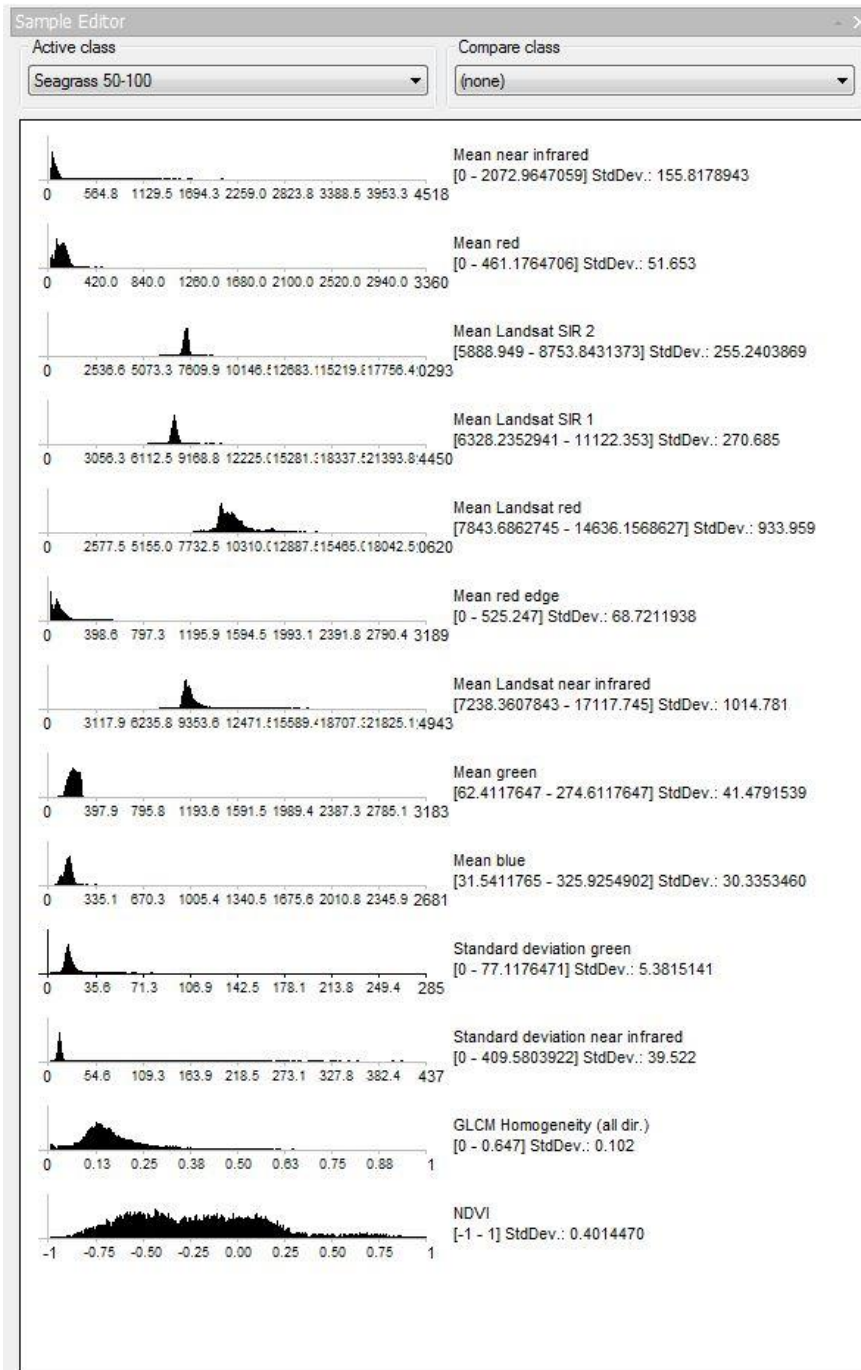 Sample Editor
Active class
Compare class
Seagrass 50-100
(none)
Mean near infrared
[0 - 2072.9647059] StdDev.: 155.8178943
0 564.8 1129.5 1694.3 2259.0 2823.8 3388.5 3953.3 4518
Mean red
[0 - 461.1764706] StdDev.: 51.653
0 420.0 840.0 1260.0 1680.0 2100.0 2520.0 2940.0 3360
Mean Landsat SIR 2
[5888.949 - 8753.8431373] StdDev.: 255.2403869
0 2536.6 5073.3 7609.9
Mean Landsat SIR 1
[6328.2352941 - 11122.353] StdDev.: 270.685
0 3056.3 6112.5 9168.8
Mean Landsat red
[7843.6862745 - 14636.1568627] StdDev.: 933.959
0 2577.5 5155.0 7732.5
Mean red edge
[0 - 525.247] StdDev.: 68.7211938
0 398.6 797.3 1195.9 1594.5 1993.1 2391.8 2790.4 3189
Mean Landsat near infrared
[7238.3607843 - 17117.745] StdDev.: 1014.781
0 3117.9 6235.8 9353.6
Mean green
[62.4117647 - 274.6117647] StdDev.: 41.4791539
0 397.9 795.8 1193.6 1591.5 1989.4 2387.3 2785.1 3183
Mean blue
[31.5411765 - 325.9254902] StdDev.: 30.3353460
0 335.1 670.3 1005.4 1340.5 1675.6 2010.8 2345.9 2681
Standard deviation green
[0 - 77.1176471] StdDev.: 5.3815141
0 35.6 71.3 106.9 142.5 178.1 213.8 249.4 285
Standard deviation near infrared
[0 - 409.5803922] StdDev.: 39.522
0 54.6 109.3 163.9 218.5 273.1 327.8 382.4 437
GLCM Homogeneity (all dir.)
[0 - 0.647] StdDev.: 0.102
0 0.13 0.25 0.38 0.50 0.63 0.75 0.88 1
NDVI
[-1 - 1] StdDev.: 0.4014470
-1 -0.75 -0.50 -0.25 0.00 0.25 0.50 0.75 1